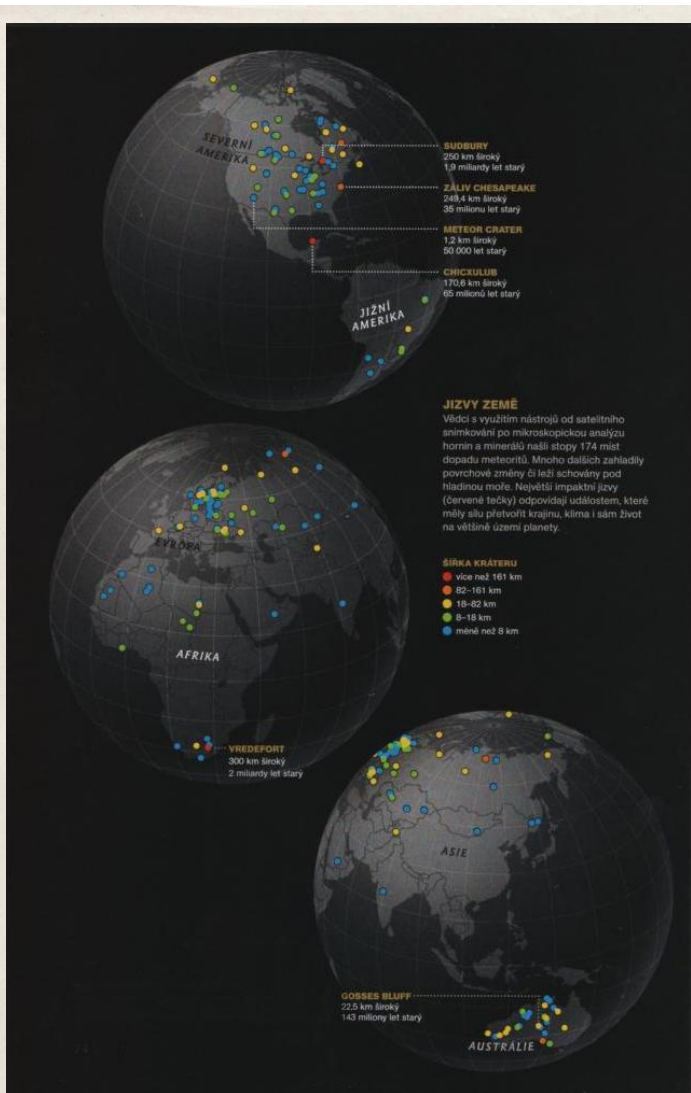 SEVERNÍ
AMERIKA
SUDBURY
250 km široký
1,9 miliardy let starý
ZÁLIV CHESAPEAKE
249,4 km široký
35 milionu let starý
METEOR CRATER
1,2 km široký
50 000 let starý
CHICXULUB
170,6 km široký
65 milionů let starý
JIŽNÍ
AMERIKA
JIZVY ZEMĚ
Vědci s využitím nástrojů od satelitního
snímkování po mikroskopickou analýzu
hornin a minerálů našli stopy 174 míst
dopadu meteoritů. Mnoho dalších zahladily
povrchové změny či leží schovány pod
hladinou moře. Největší impaktní jizvy
(červené tečky) odpovídají událostem, které
měly sílu přetvořit krajinu, klima i sám život
na většině území planety.
EVROPA
ŠÍŘKA KRÁTERU
více než 161 km
82–161 km
18–82 km
8–18 km
méně než 8 km
AFRIKA
VREDEFORT
300 km široký
2 miliardy let starý
ASIE
GOSSES BLUFF
22,5 km široký
143 miliony let starý
AUSTRÁLIE